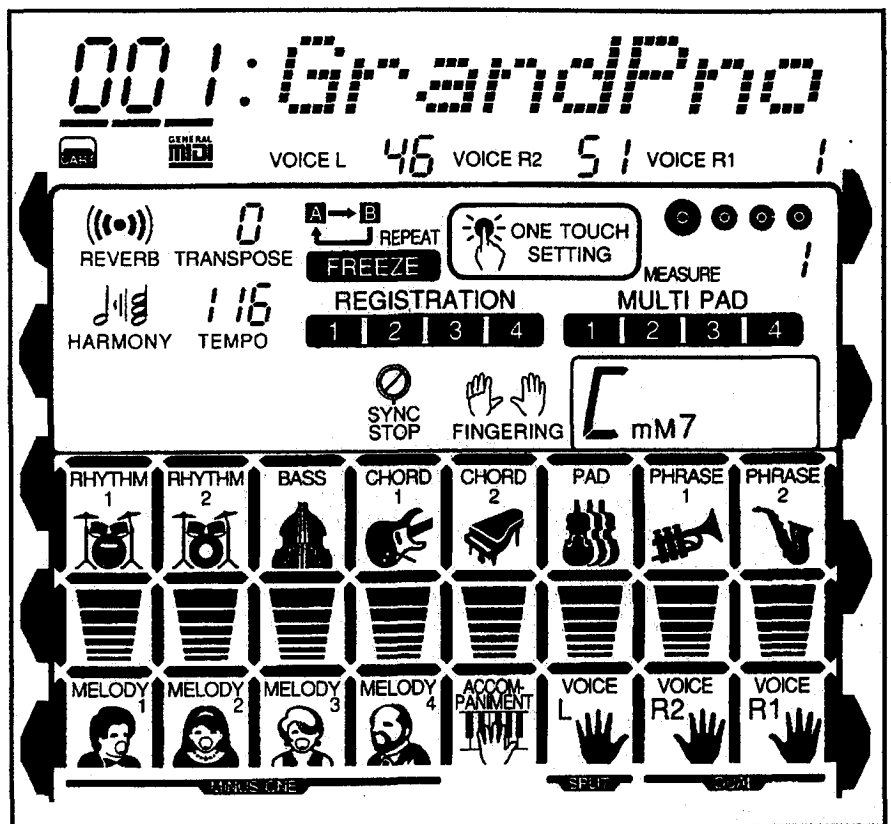 001:GrandPno
CART GENERAL MIDI VOICE L 46 VOICE R2 51 VOICE R1 1
REVERB 0 TRANSPOSE A B REPEAT FREEZE ONE TOUCH SETTING MEASURE 1
HARMONY 116 TEMPO
REGISTRATION MULTI PAD
1 2 3 4 1 2 3 4
SYNC STOP FINGERING C mM7
RHYTHM 1 RHYTHM 2 BASS CHORD 1 CHORD 2 PAD PHRASE 1 PHRASE 2
MELODY 1 MELODY 2 MELODY 3 MELODY 4 ACCOM-PANIMENT VOICE L VOICE R2 VOICE R1
MINUS ONE SPLIT DUAL